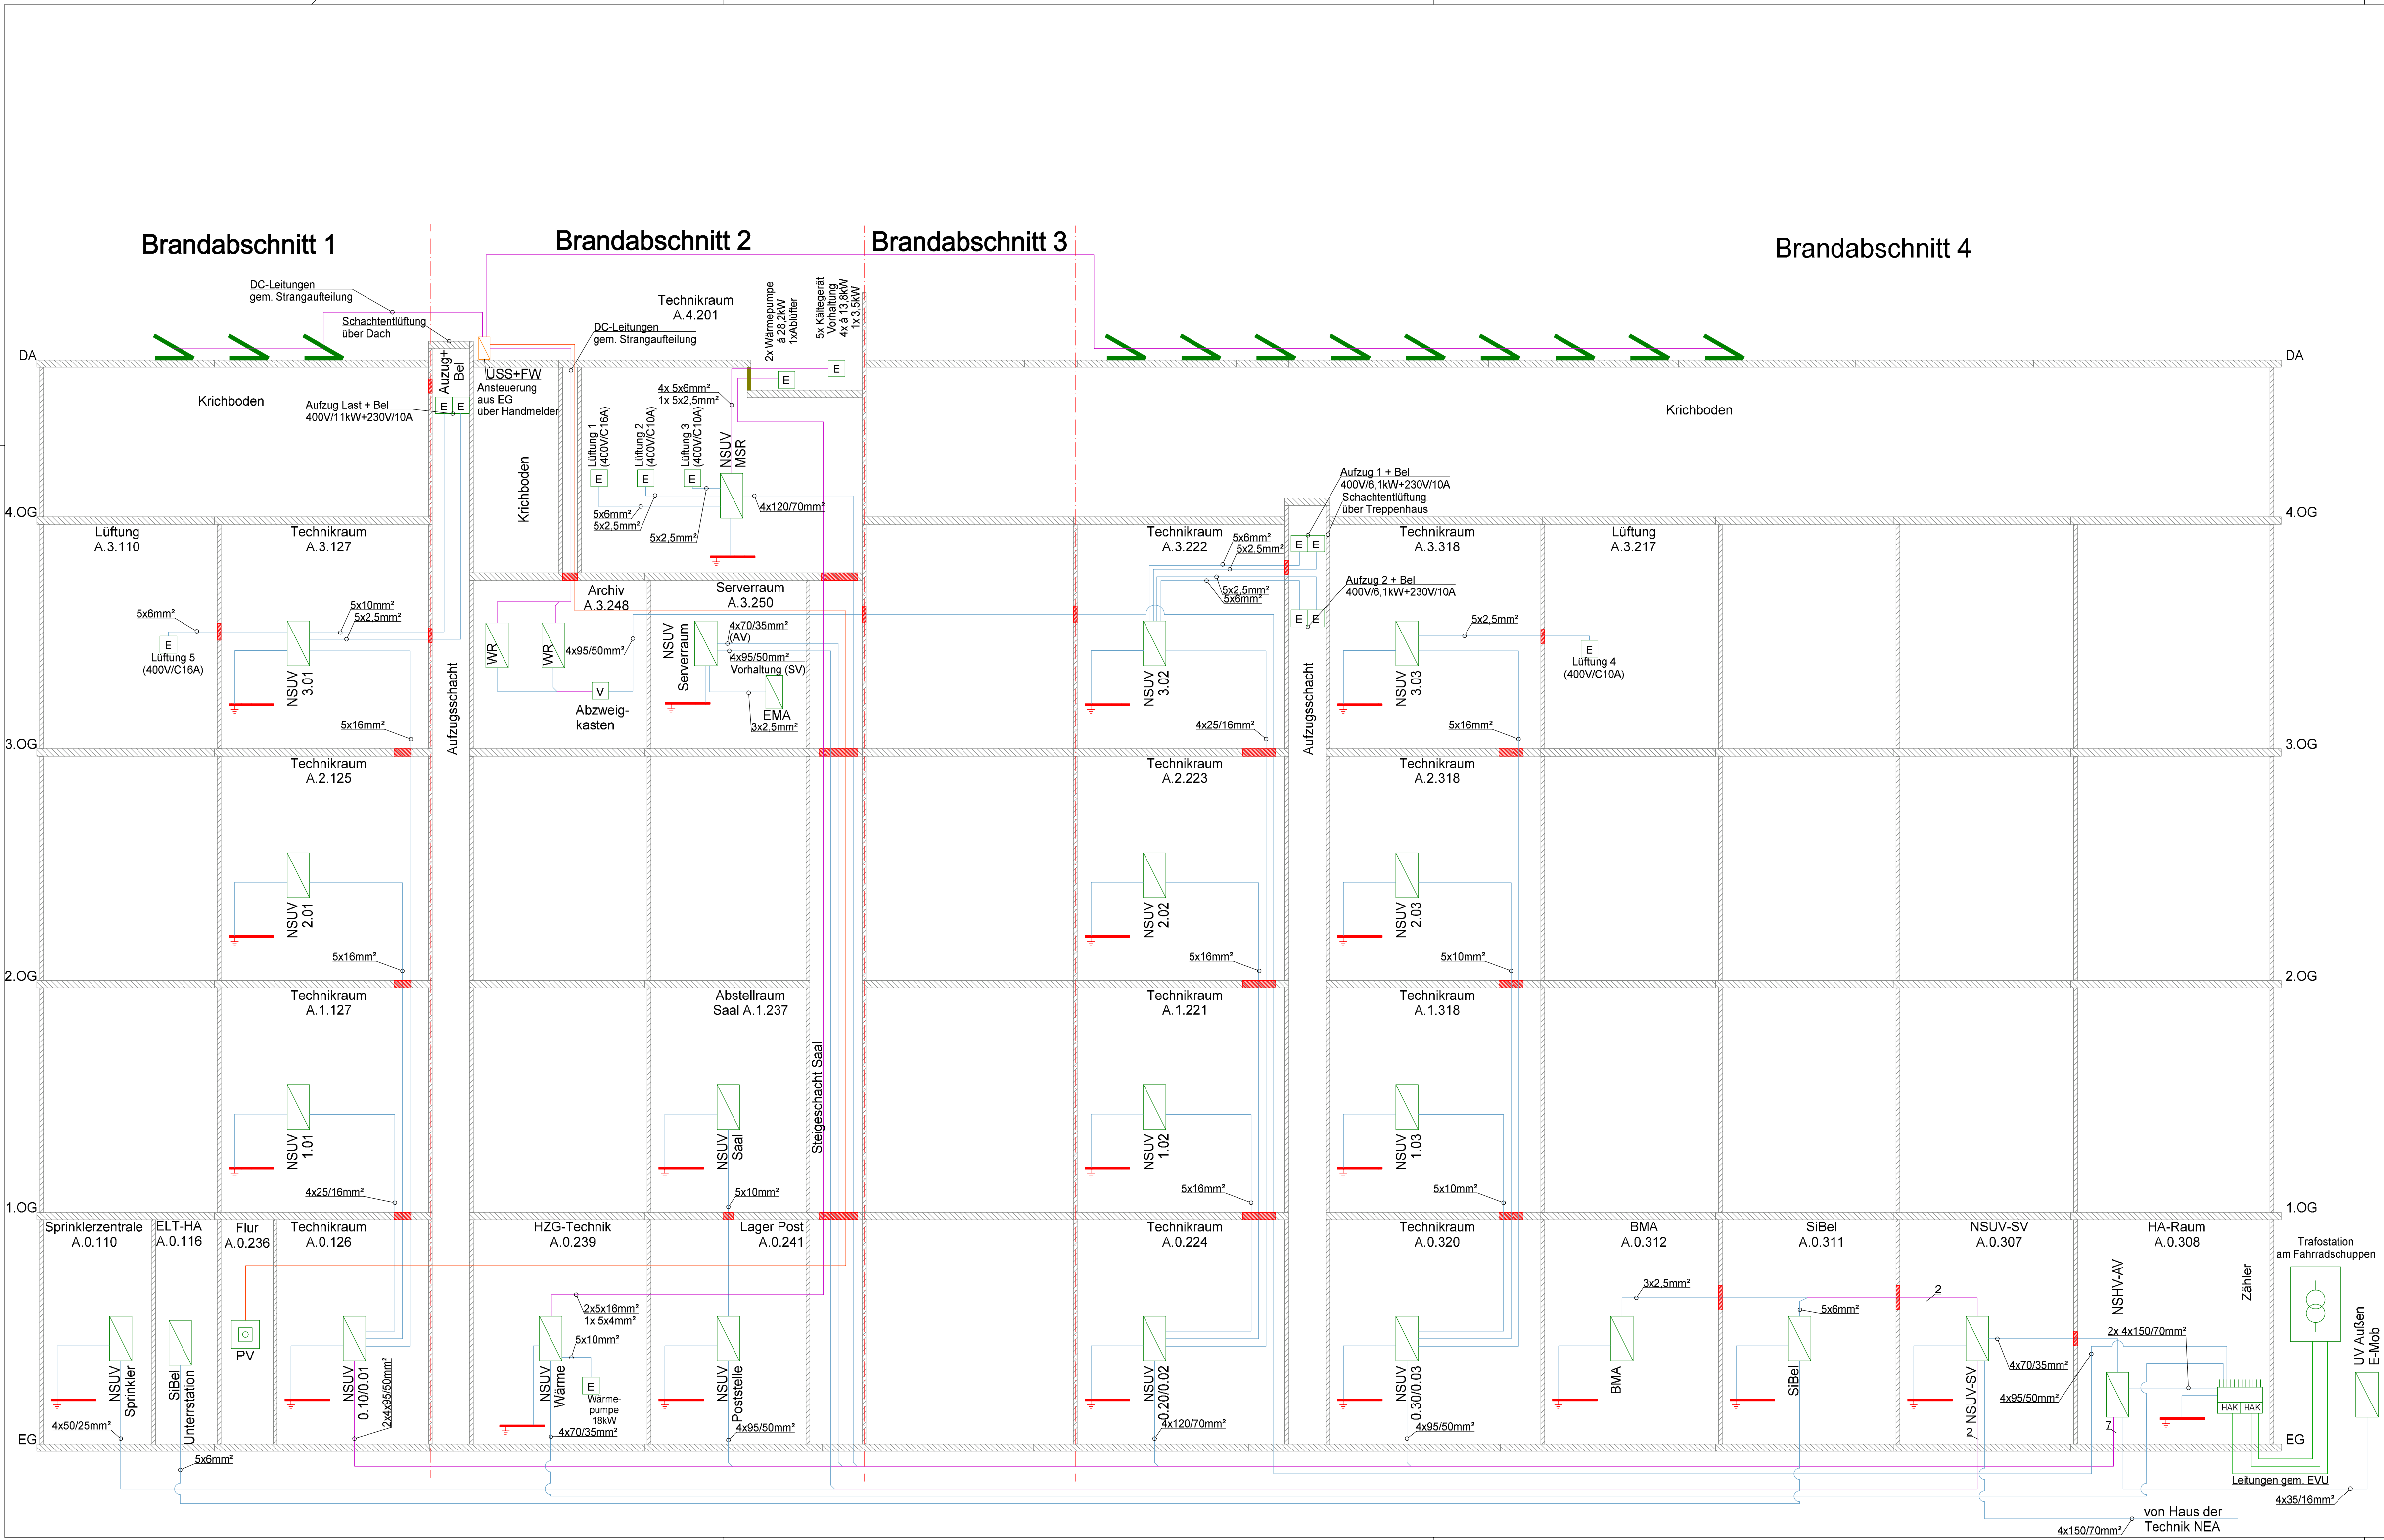 Brandabschnitt 1
Brandabschnitt 2
Brandabschnitt 3
Brandabschnitt 4
DC-Leitungen
gem. Strangaufteilung
Schachtentlüftung
über Dach
Technikraum
A.4.201
DC-Leitungen
gem. Strangaufteilung
2x Wärmepumpe
à 28,2kW
1xAblüfter
5x Kältegerät
Vorhaltung
4x á 13,8kW
1x 3,5kW
DA
DA
Krichboden
Auzug+
Bel
E
E
Aufzug Last + Bel
400V/11kW+230V/10A
ÜSS+FW
Ansteuerung
aus EG
über Handmelder
Krichboden
E
E
4x 5x6mm²
1x 5x2,5mm²
Lüftung 1
(400V/C16A)
Lüftung 2
(400V/C10A)
Lüftung 3
(400V/C10A)
NSUV
MSR
E
E
E
5x6mm²
5x2,5mm²
5x2,5mm²
4x120/70mm²
Krichboden
Aufzug 1 + Bel
400V/6,1kW+230V/10A
Schachtentlüftung
über Treppenhaus
4.OG
4.OG
Lüftung
A.3.110
Technikraum
A.3.127
5x6mm²
E
Lüftung 5
(400V/C16A)
5x10mm²
5x2,5mm²
NSUV
3.01
5x16mm²
Aufzugsschacht
Archiv
A.3.248
WR
WR
4x95/50mm²
V
Abzweig-
kasten
Serverraum
A.3.250
NSUV
Serverraum
4x70/35mm²
(AV)
4x95/50mm²
Vorhaltung (SV)
EMA
3x2,5mm²
Technikraum
A.3.222
5x6mm²
5x2,5mm²
5x2,5mm²
5x6mm²
E
E
Aufzug 2 + Bel
400V/6,1kW+230V/10A
E
E
NSUV
3.02
4x25/16mm²
Aufzugsschacht
Technikraum
A.3.318
NSUV
3.03
5x2,5mm²
5x16mm²
Lüftung
A.3.217
E
Lüftung 4
(400V/C10A)
3.OG
3.OG
Technikraum
A.2.125
NSUV
2.01
5x16mm²
Technikraum
A.2.223
NSUV
2.02
5x16mm²
Technikraum
A.2.318
NSUV
2.03
5x10mm²
2.OG
2.OG
Technikraum
A.1.127
NSUV
1.01
4x25/16mm²
Abstellraum
Saal A.1.237
NSUV
Saal
5x10mm²
Steigeschacht Saal
Technikraum
A.1.221
NSUV
1.02
5x16mm²
Technikraum
A.1.318
NSUV
1.03
5x10mm²
1.OG
1.OG
Sprinklerzentrale
A.0.110
NSUV
Sprinkler
4x50/25mm²
ELT-HA
A.0.116
SiBel
Unterrstation
5x6mm²
Flur
A.0.236
PV
Technikraum
A.0.126
NSUV
0.10/0.01
2x4x95/50mm²
HZG-Technik
A.0.239
2x5x16mm²
1x 5x4mm²
5x10mm²
NSUV
Wärme
E
Wärme-
pumpe
18kW
4x70/35mm²
Lager Post
A.0.241
NSUV
Poststelle
4x95/50mm²
Technikraum
A.0.224
NSUV
0.20/0.02
4x120/70mm²
Technikraum
A.0.320
NSUV
0.30/0.03
4x95/50mm²
BMA
A.0.312
3x2,5mm²
BMA
SiBel
A.0.311
5x6mm²
SiBel
NSUV-SV
A.0.307
2
NSUV-SV
2
4x70/35mm²
4x95/50mm²
HA-Raum
A.0.308
NSHV-AV
Zähler
2x 4x150/70mm²
7
HAK
HAK
Trafostation
am Fahrradschuppen
UV Außen
E-Mob
EG
EG
Leitungen gem. EVU
4x35/16mm²
von Haus der
Technik NEA
4x150/70mm²